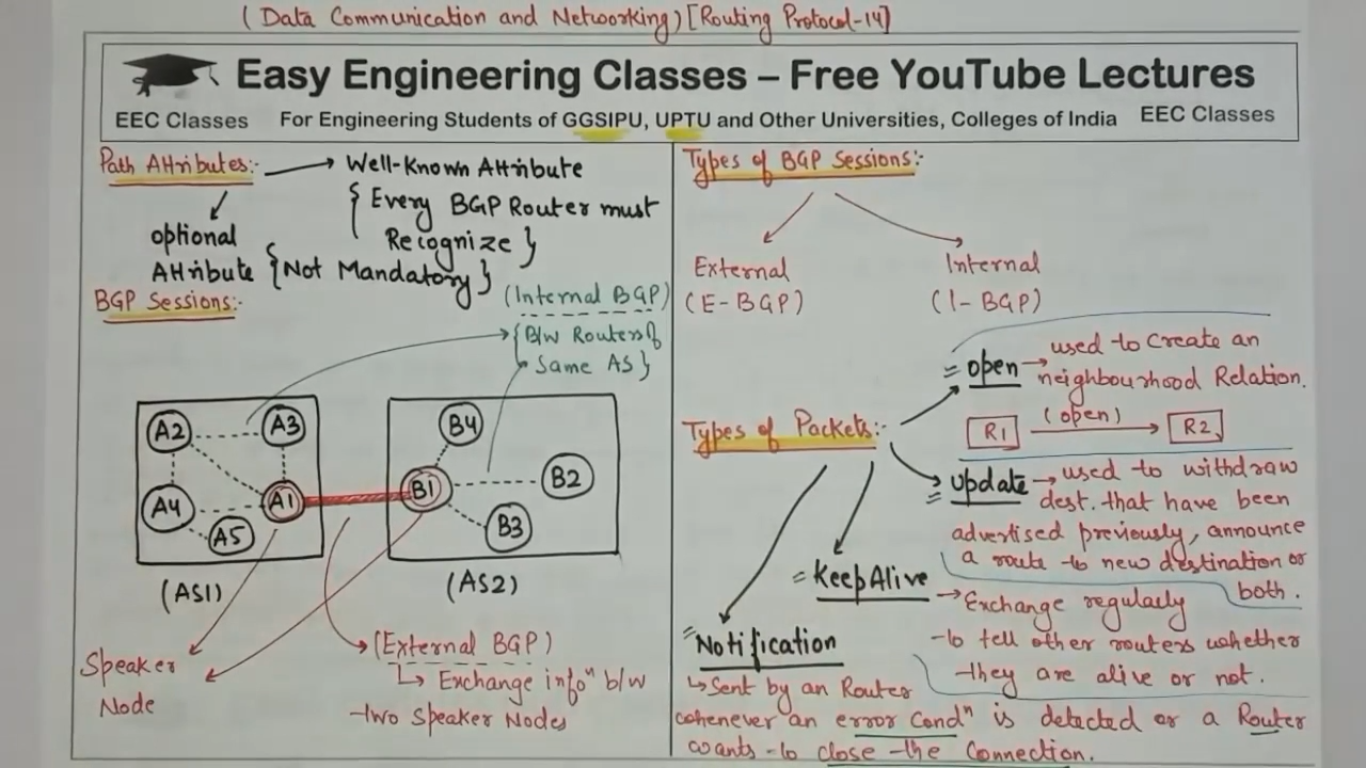 (Data Communication and Networking) [Routing Protocol-14]
Easy Engineering Classes – Free YouTube Lectures
EEC Classes For Engineering Students of GGSIPU, UPTU and Other Universities, Colleges of India EEC Classes
Path Attributes:- → Well-Known Attribute
{ Every BGP Router must
Recognize }
optional
Attribute { Not Mandatory }
BGP Sessions:-
(Internal BGP)
{ B/w Routers of
Same AS }
A2
A3
A4
A1
A5
(AS1)
B4
B1
B2
B3
(AS2)
Speaker
Node
(External BGP)
↳ Exchange infoⁿ b/w
two Speaker Nodes
Types of BGP Sessions:-
External
(E-BGP)
Internal
(I-BGP)
Types of Packets:-
= open → used to Create an
neighbourhood Relation.
R1 (open) R2
= Update → used to withdraw
dest. that have been
advertised previously, announce
a route to new destination or
both.
= KeepAlive
→ Exchange regularly
to tell other routers whether
they are alive or not.
= Notification
↳ Sent by an Router
whenever an error Condⁿ is detected or a Router
wants to close the Connection.